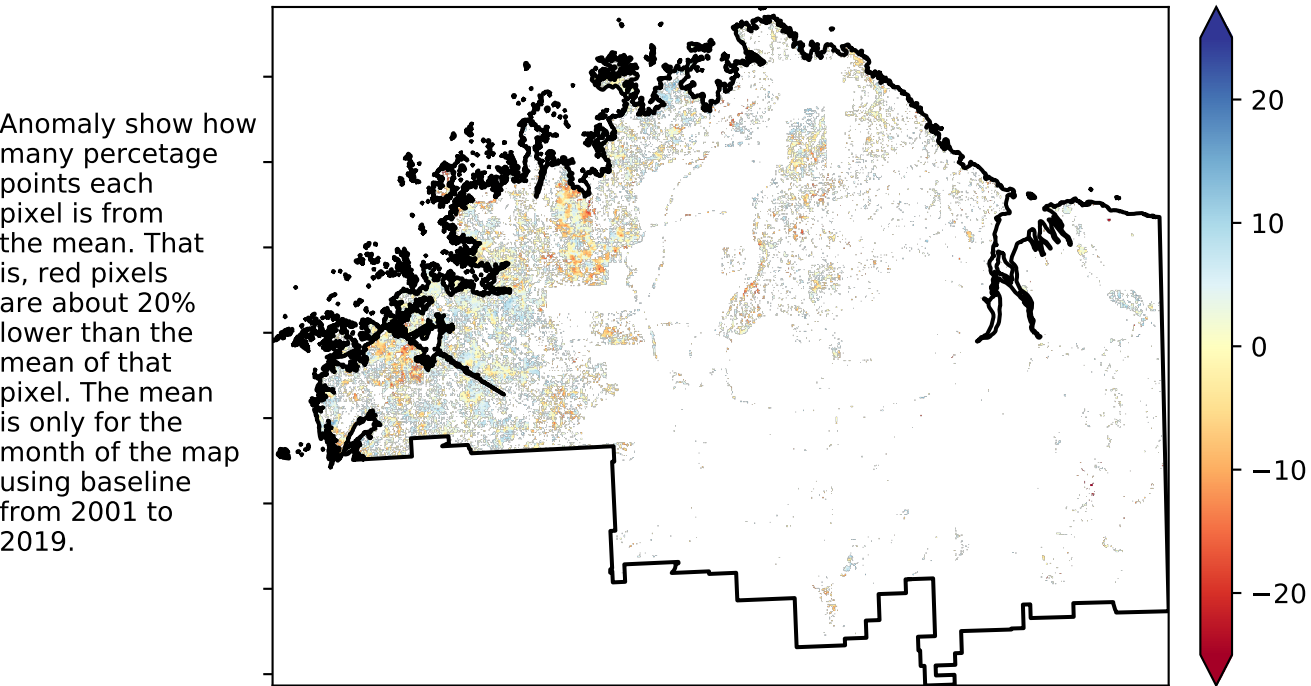 Anomaly show how
many percetage
points each
pixel is from
the mean. That
is, red pixels
are about 20%
lower than the
mean of that
pixel. The mean
is only for the
month of the map
using baseline
from 2001 to
2019.
20
10
0
−10
−20